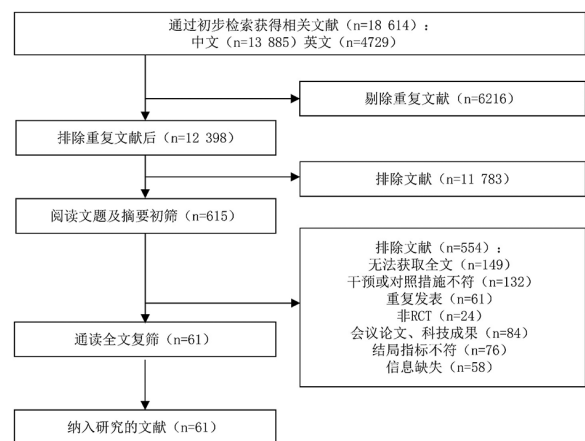 通过初步检索获得相关文献（n=18 614）：
中文（n=13 885）英文（n=4729）
剔除重复文献（n=6216）
排除重复文献后（n=12 398）
排除文献（n=11 783）
阅读文题及摘要初筛（n=615）
排除文献（n=554）：
无法获取全文（n=149）
干预或对照措施不符（n=132）
重复发表（n=61）
非RCT（n=24）
会议论文、科技成果（n=84）
结局指标不符（n=76）
信息缺失（n=58）
通读全文复筛（n=61）
纳入研究的文献（n=61）